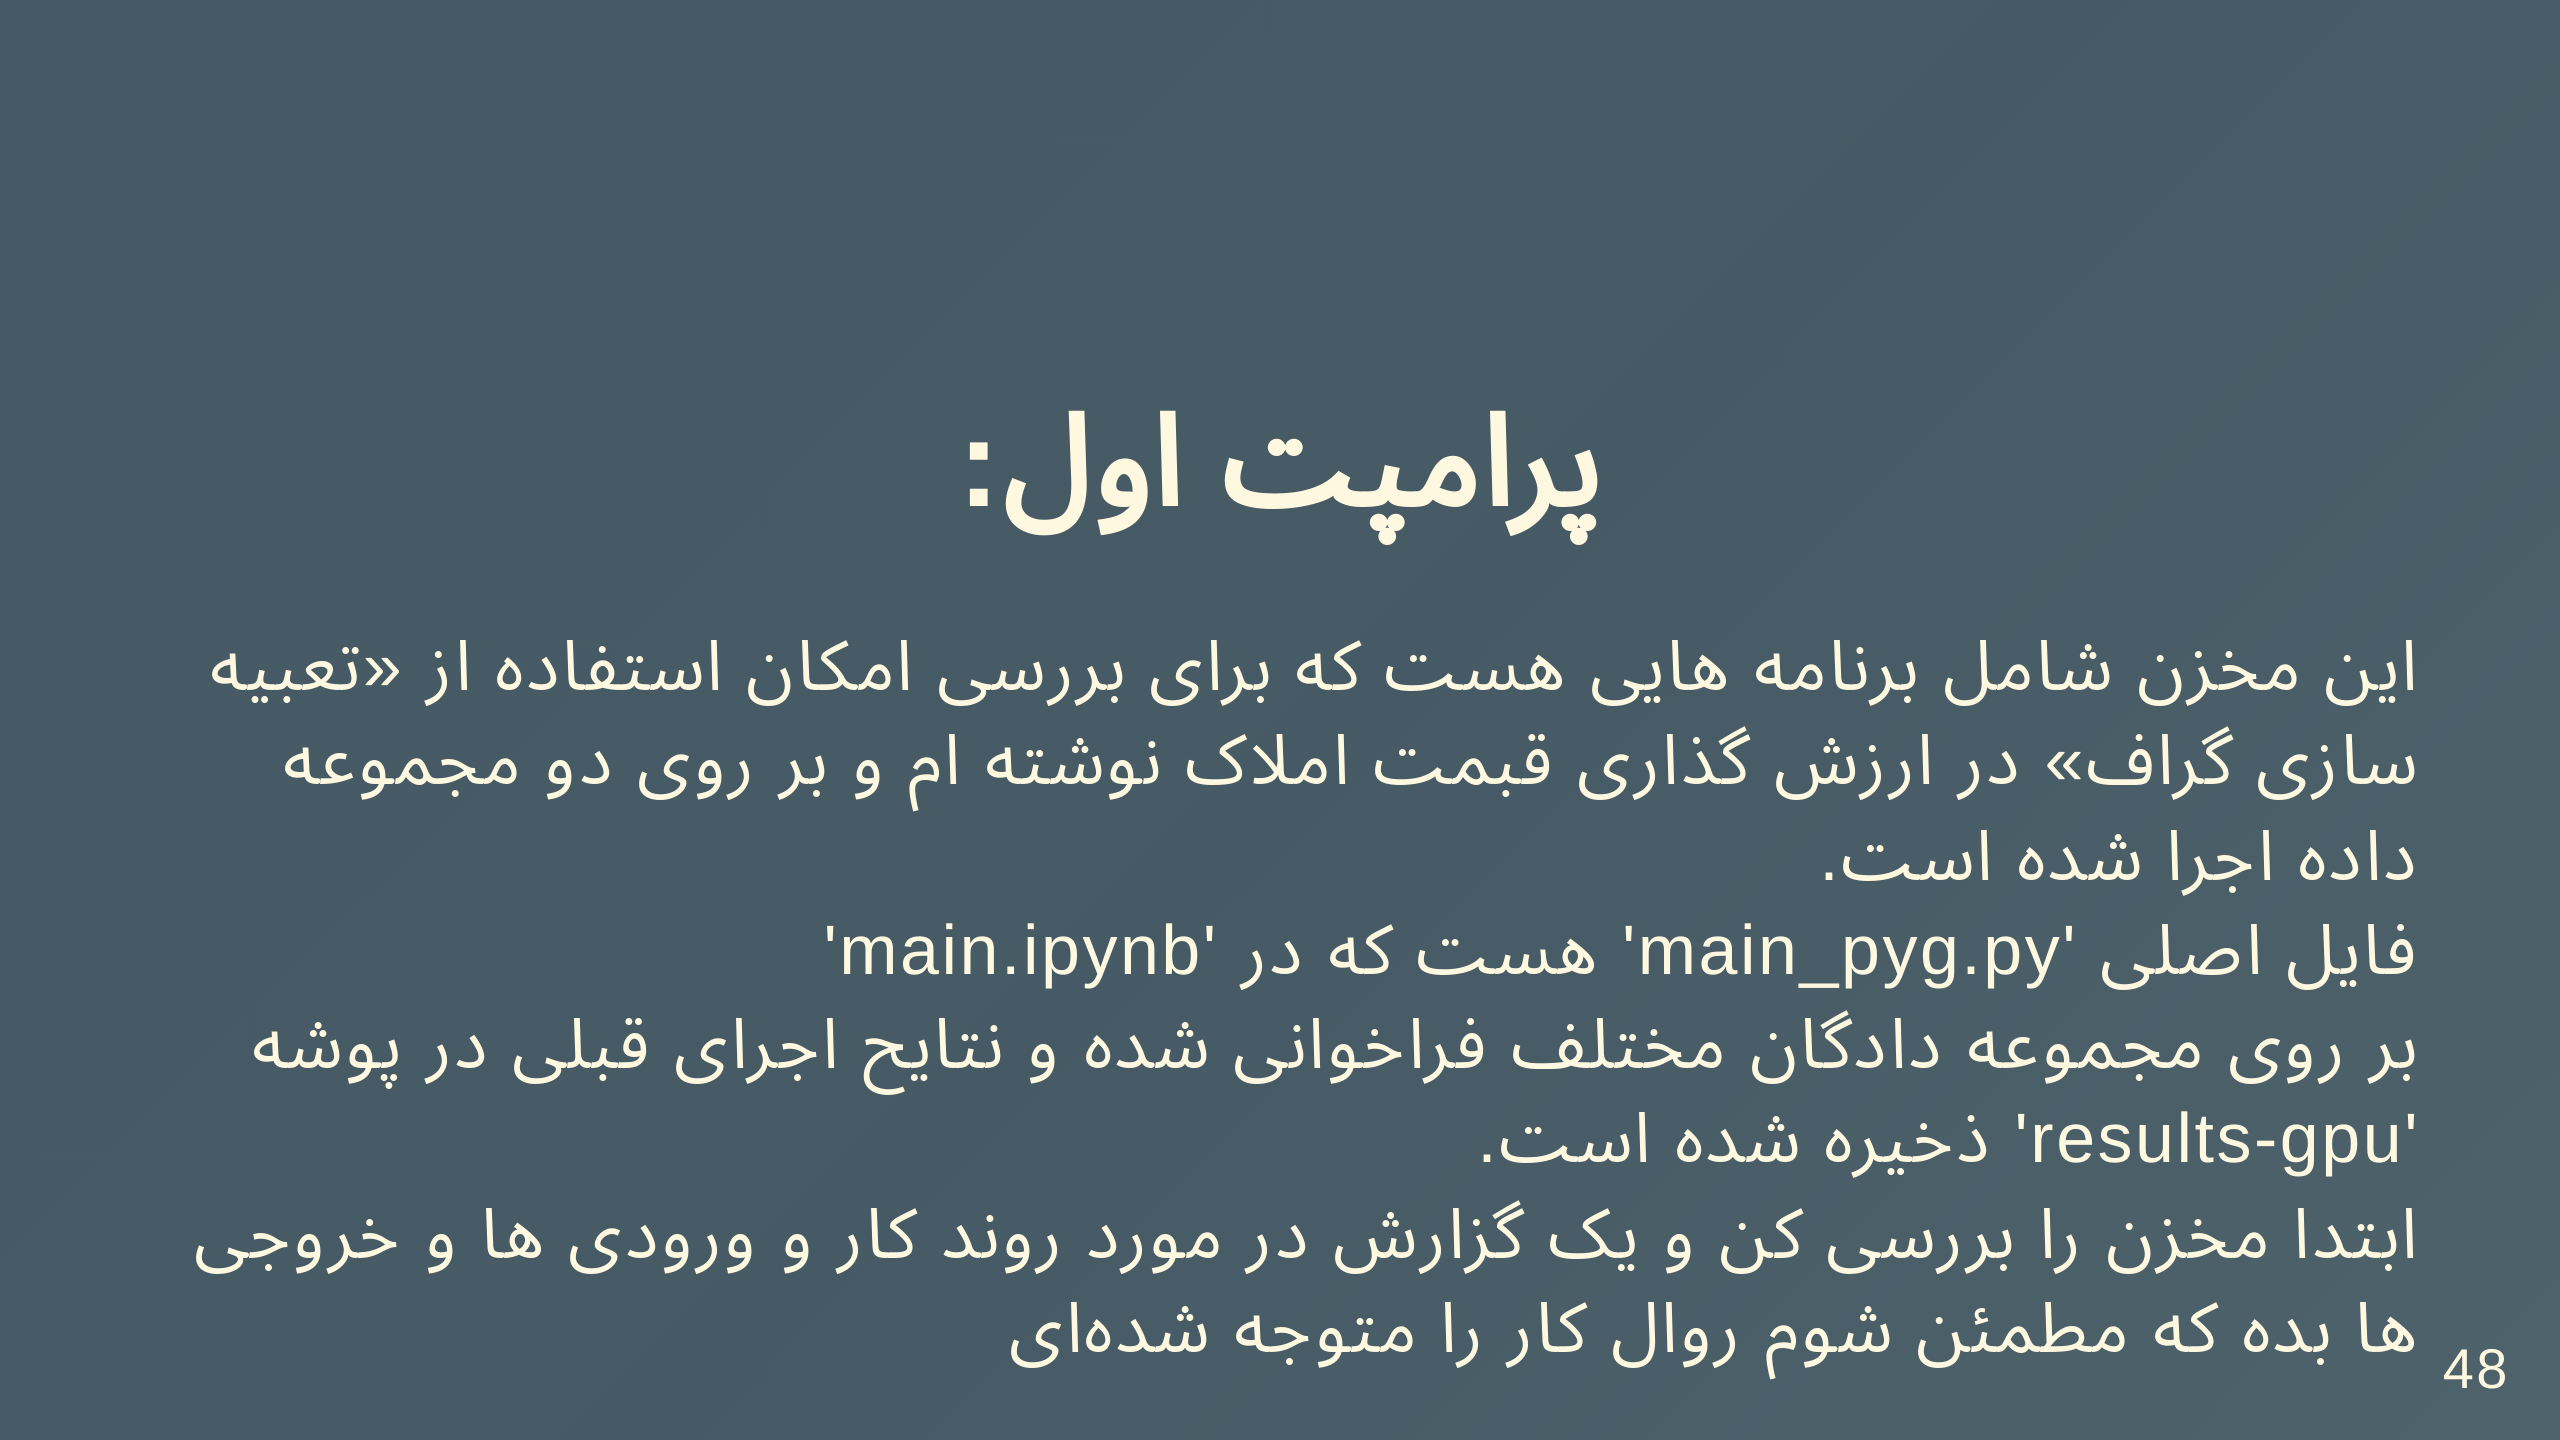 پرامپت اول:
این مخزن شامل برنامه هایی هست که برای بررسی امکان استفاده از «تعبیه
سازی گراف» در ارزش گذاری قبمت املاک نوشته ام و بر روی دو مجموعه
داده اجرا شده است.
فایل اصلی 'main_pyg.py' هست که در 'main.ipynb'
بر روی مجموعه دادگان مختلف فراخوانی شده و نتایح اجرای قبلی در پوشه
'results-gpu' ذخیره شده است.
ابتدا مخزن را بررسی کن و یک گزارش در مورد روند کار و ورودی ها و خروجی
ها بده که مطمئن شوم روال کار را متوجه شده‌ای
48